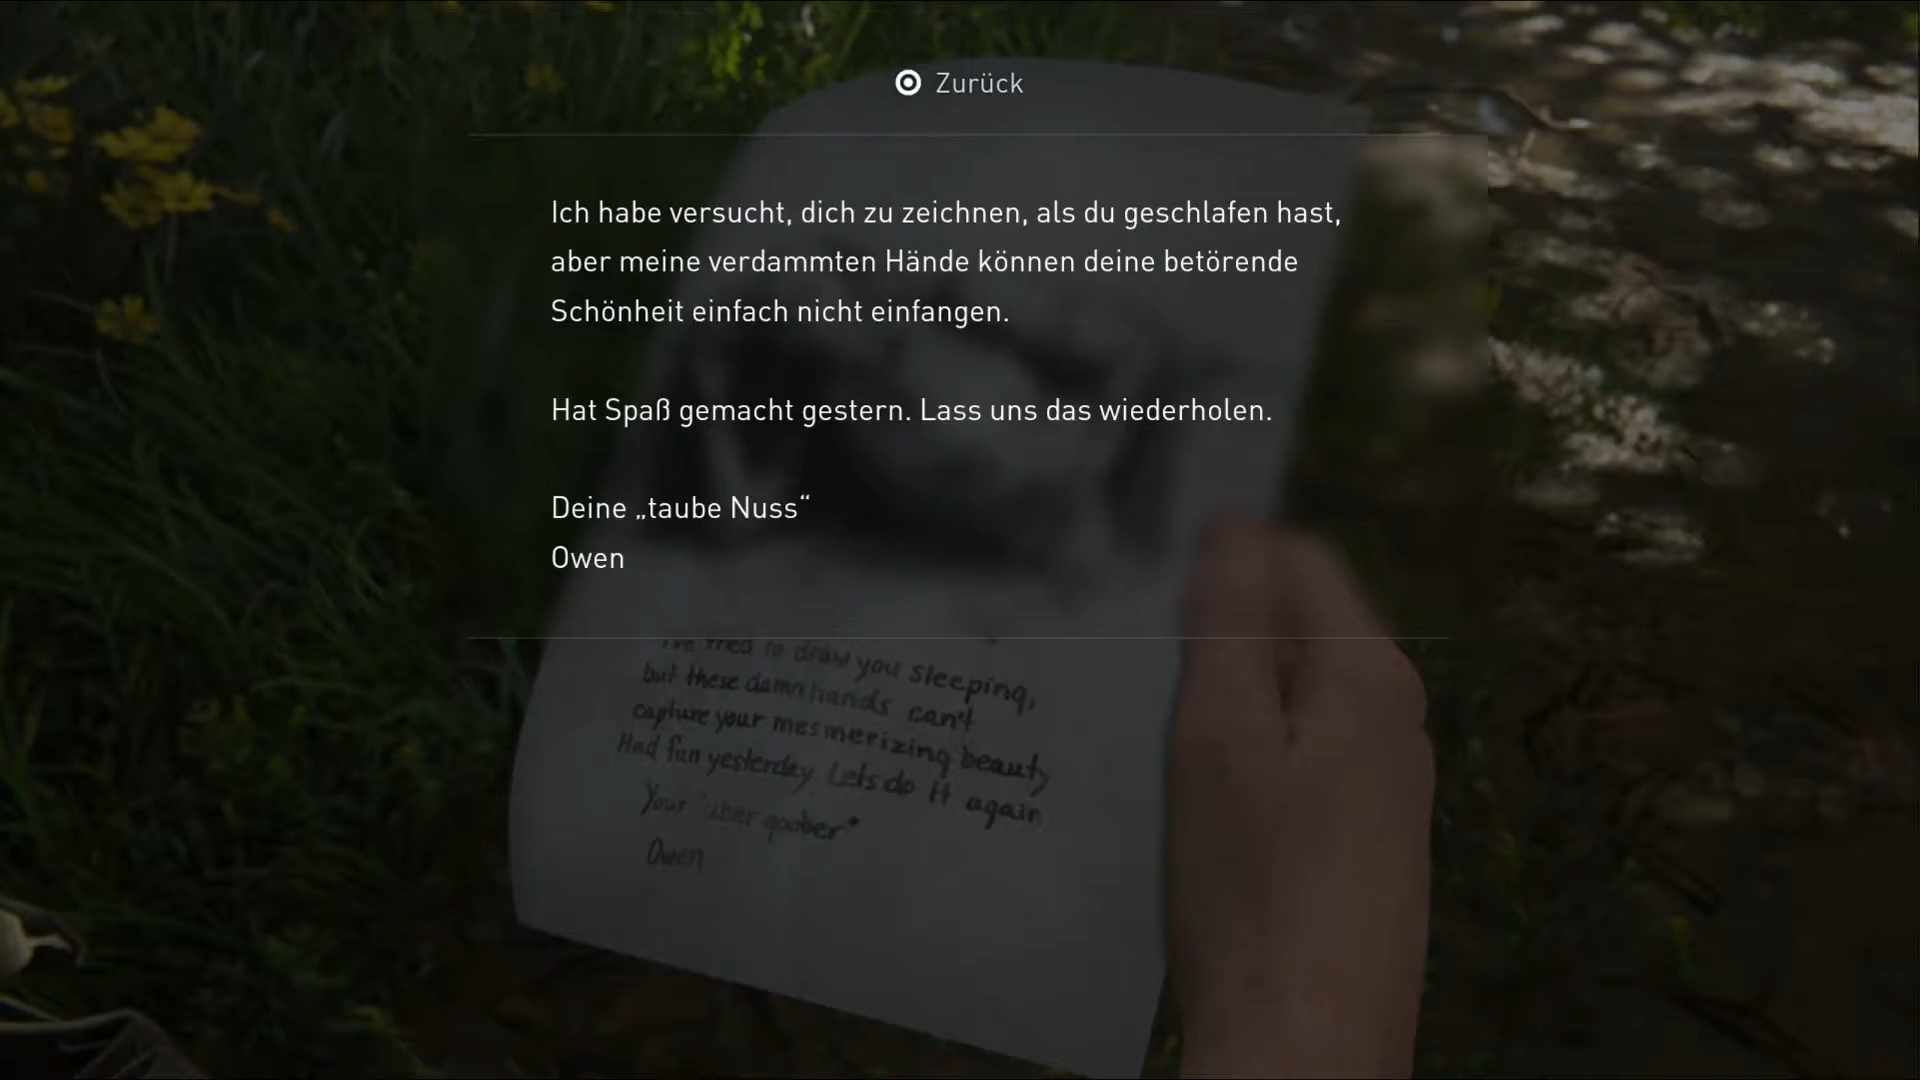 Zurück
Ich habe versucht, dich zu zeichnen, als du geschlafen hast,
aber meine verdammten Hände können deine betörende
Schönheit einfach nicht einfangen.
Hat Spaß gemacht gestern. Lass uns das wiederholen.
Deine „taube Nuss“
Owen
I've tried to draw you sleeping,
but these damn hands can't
capture your mesmerizing beauty
Had fun yesterday. Lets do it again
Your "über goober"
Owen